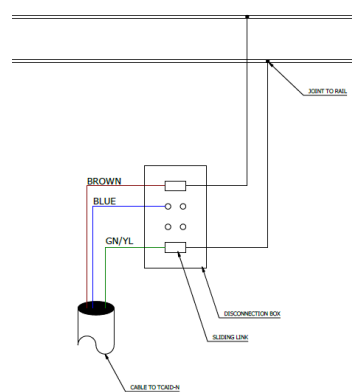 JOINT TO RAIL
BROWN
BLUE
GN/YL
DISCONNECTION BOX
SLIDING LINK
CABLE TO TCAID-N